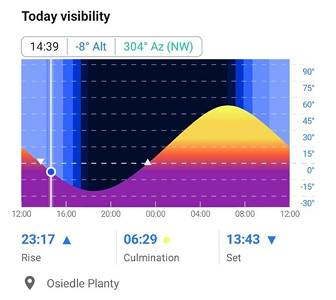 Today visibility
14:39 -8° Alt 304° Az (NW)
90°
75°
60°
45°
30°
15°
0°
-15°
-30°
12:00 16:00 20:00 00:00 04:00 08:00 12:00
23:17 ▲ 06:29 13:43 ▼
Rise Culmination Set
Osiedle Planty